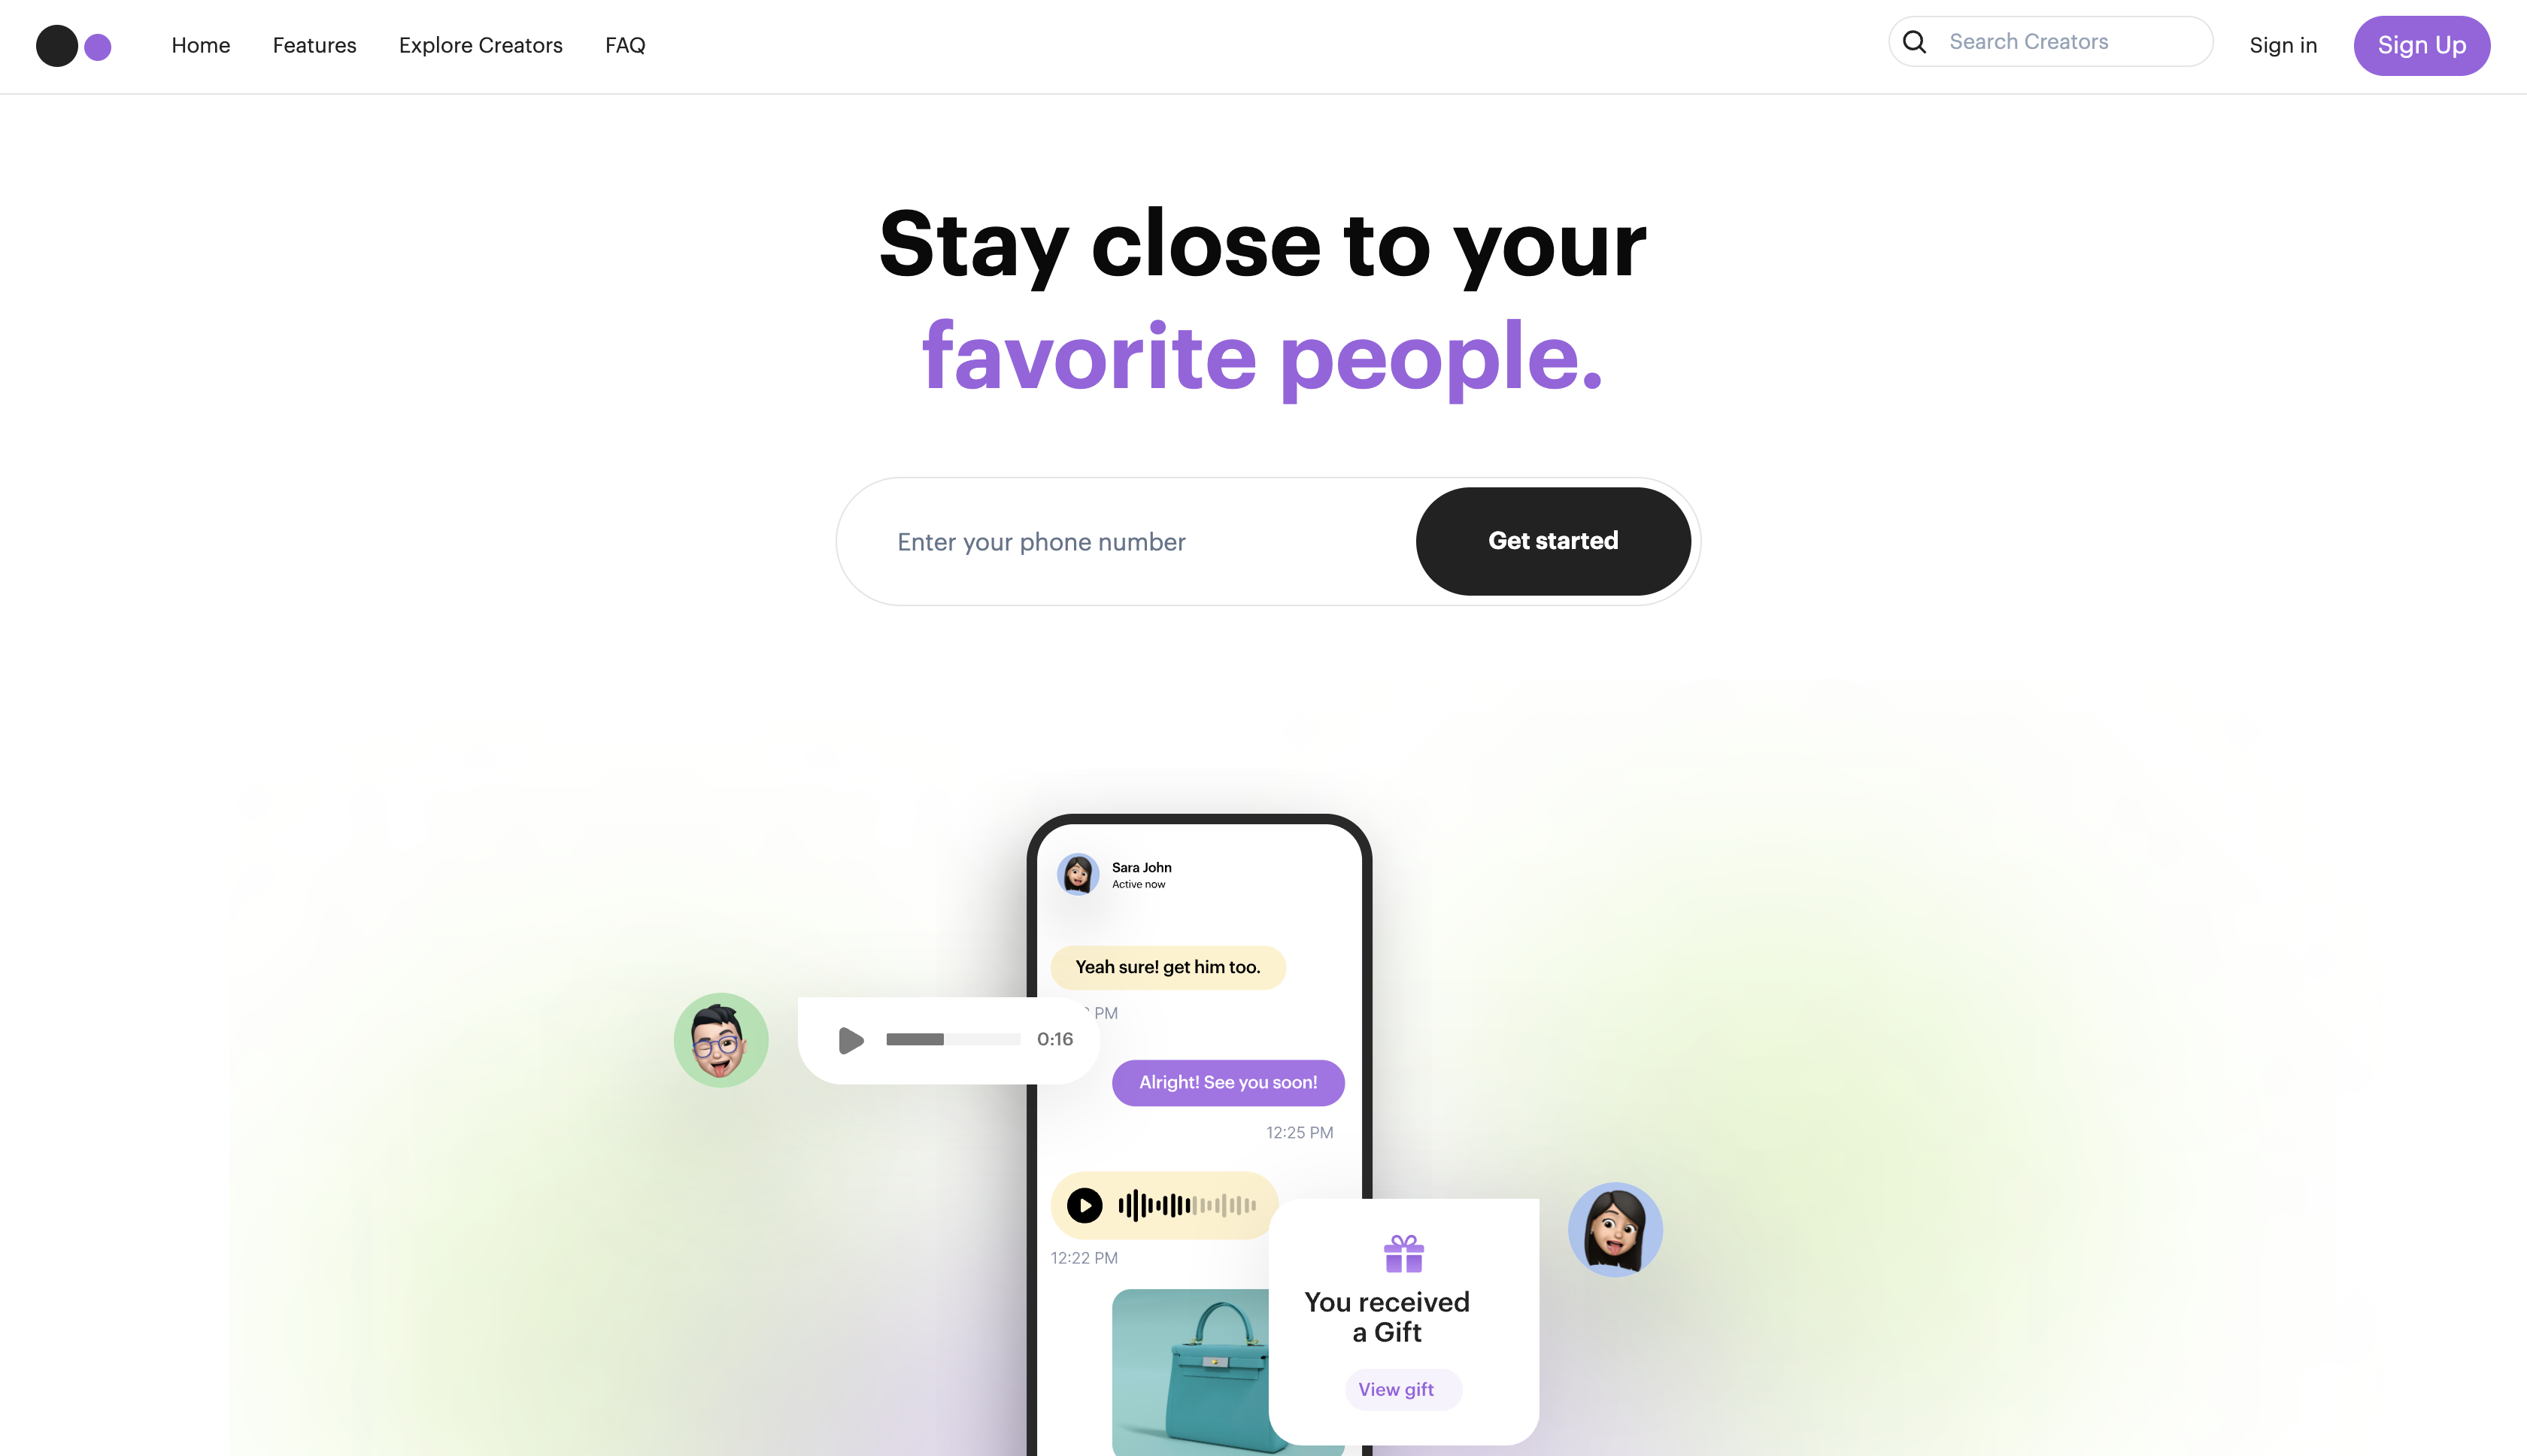 Home
Features
Explore Creators
FAQ
Search Creators
Sign in
Sign Up
Stay close to your
favorite people.
Enter your phone number
Get started
Sara John
Active now
Yeah sure! get him too.
PM
0:16
Alright! See you soon!
12:25 PM
12:22 PM
You received
a Gift
View gift